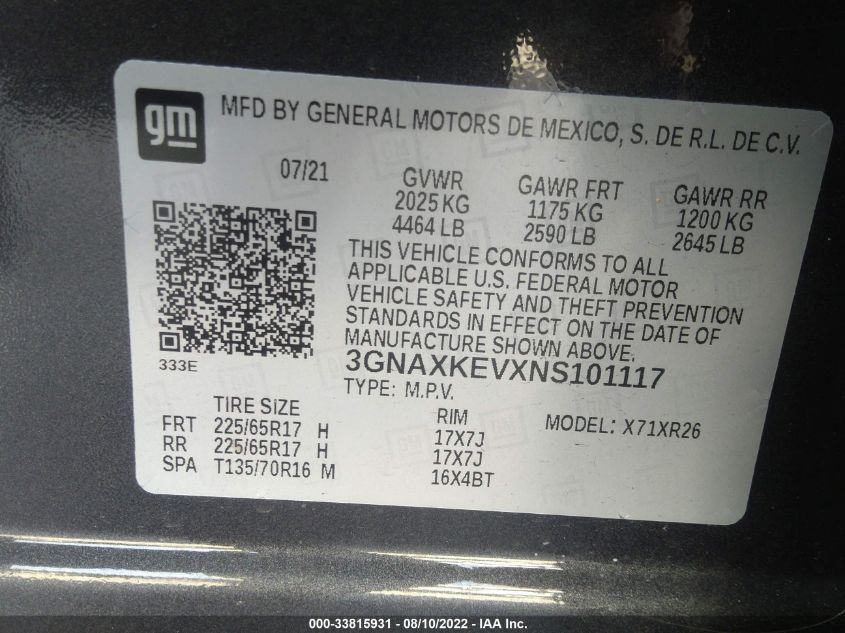 gm
MFD BY GENERAL MOTORS DE MEXICO, S. DE R.L. DE C.V.
07/21
GVWR GAWR FRT GAWR RR
2025 KG 1175 KG 1200 KG
4464 LB 2590 LB 2645 LB
THIS VEHICLE CONFORMS TO ALL
APPLICABLE U.S. FEDERAL MOTOR
VEHICLE SAFETY AND THEFT PREVENTION
STANDARDS IN EFFECT ON THE DATE OF
MANUFACTURE SHOWN ABOVE.
333E
3GNAXKEVXNS101117
TYPE: M.P.V.
TIRE SIZE RIM MODEL: X71XR26
FRT 225/65R17 H 17X7J
RR 225/65R17 H 17X7J
SPA T135/70R16 M 16X4BT
000-33815931 - 08/10/2022 - IAA Inc.